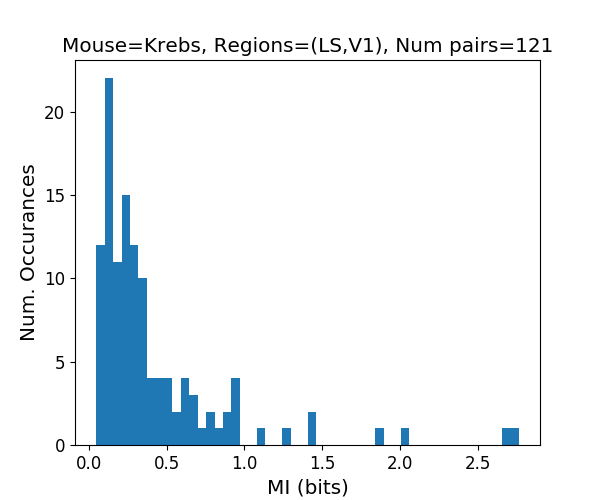 Mouse=Krebs, Regions=(LS,V1), Num pairs=121
Num. Occurances
20
15
10
5
0
0.0 0.5 1.0 1.5 2.0 2.5
MI (bits)